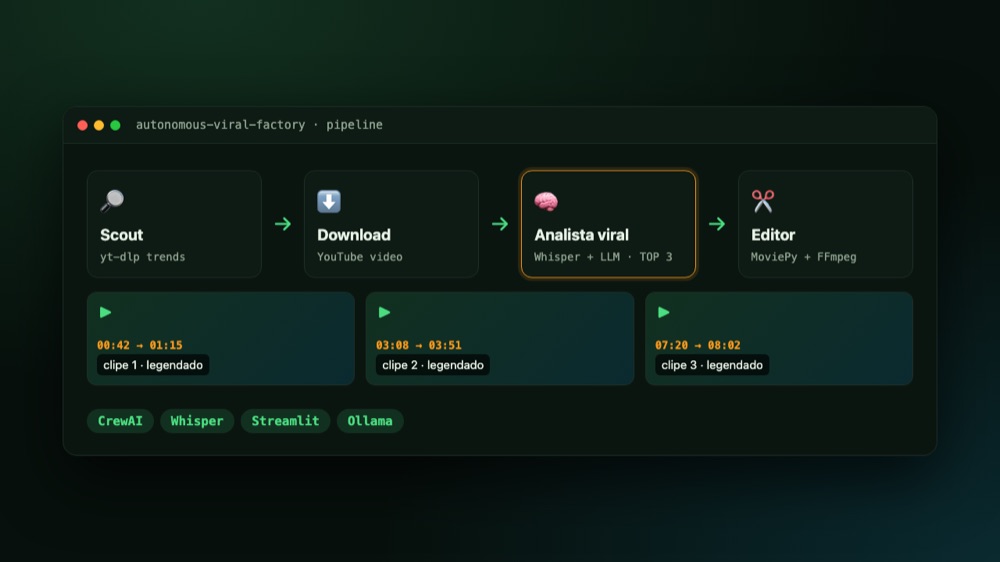 autonomous-viral-factory · pipeline
Scout
yt-dlp trends
→
Download
YouTube video
→
Analista viral
Whisper + LLM · TOP 3
→
Editor
MoviePy + FFmpeg
00:42 → 01:15
clipe 1 · legendado
03:08 → 03:51
clipe 2 · legendado
07:20 → 08:02
clipe 3 · legendado
CrewAI
Whisper
Streamlit
Ollama